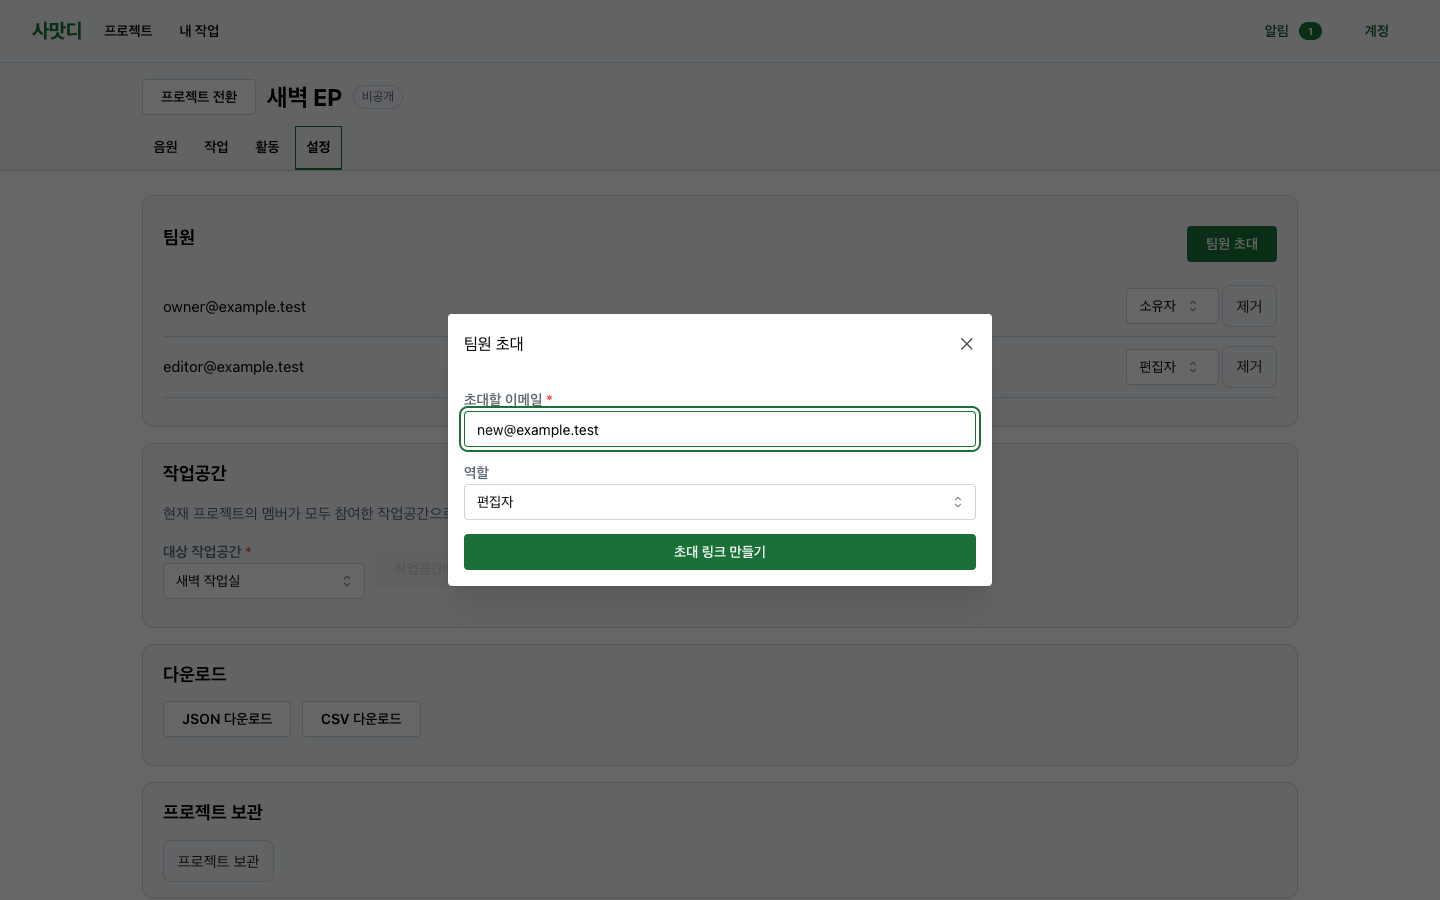 사맛디 프로젝트 내 작업 알림 1 계정
프로젝트 전환 새벽 EP 비공개
음원 작업 활동 설정
팀원
팀원 초대
owner@example.test 소유자 제거
editor@example.test 편집자 제거
팀원 초대
초대할 이메일 *
new@example.test
역할
편집자
초대 링크 만들기
작업공간
현재 프로젝트의 멤버가 모두 참여한 작업공간으로
대상 작업공간 *
새벽 작업실
작업공간
다운로드
JSON 다운로드 CSV 다운로드
프로젝트 보관
프로젝트 보관